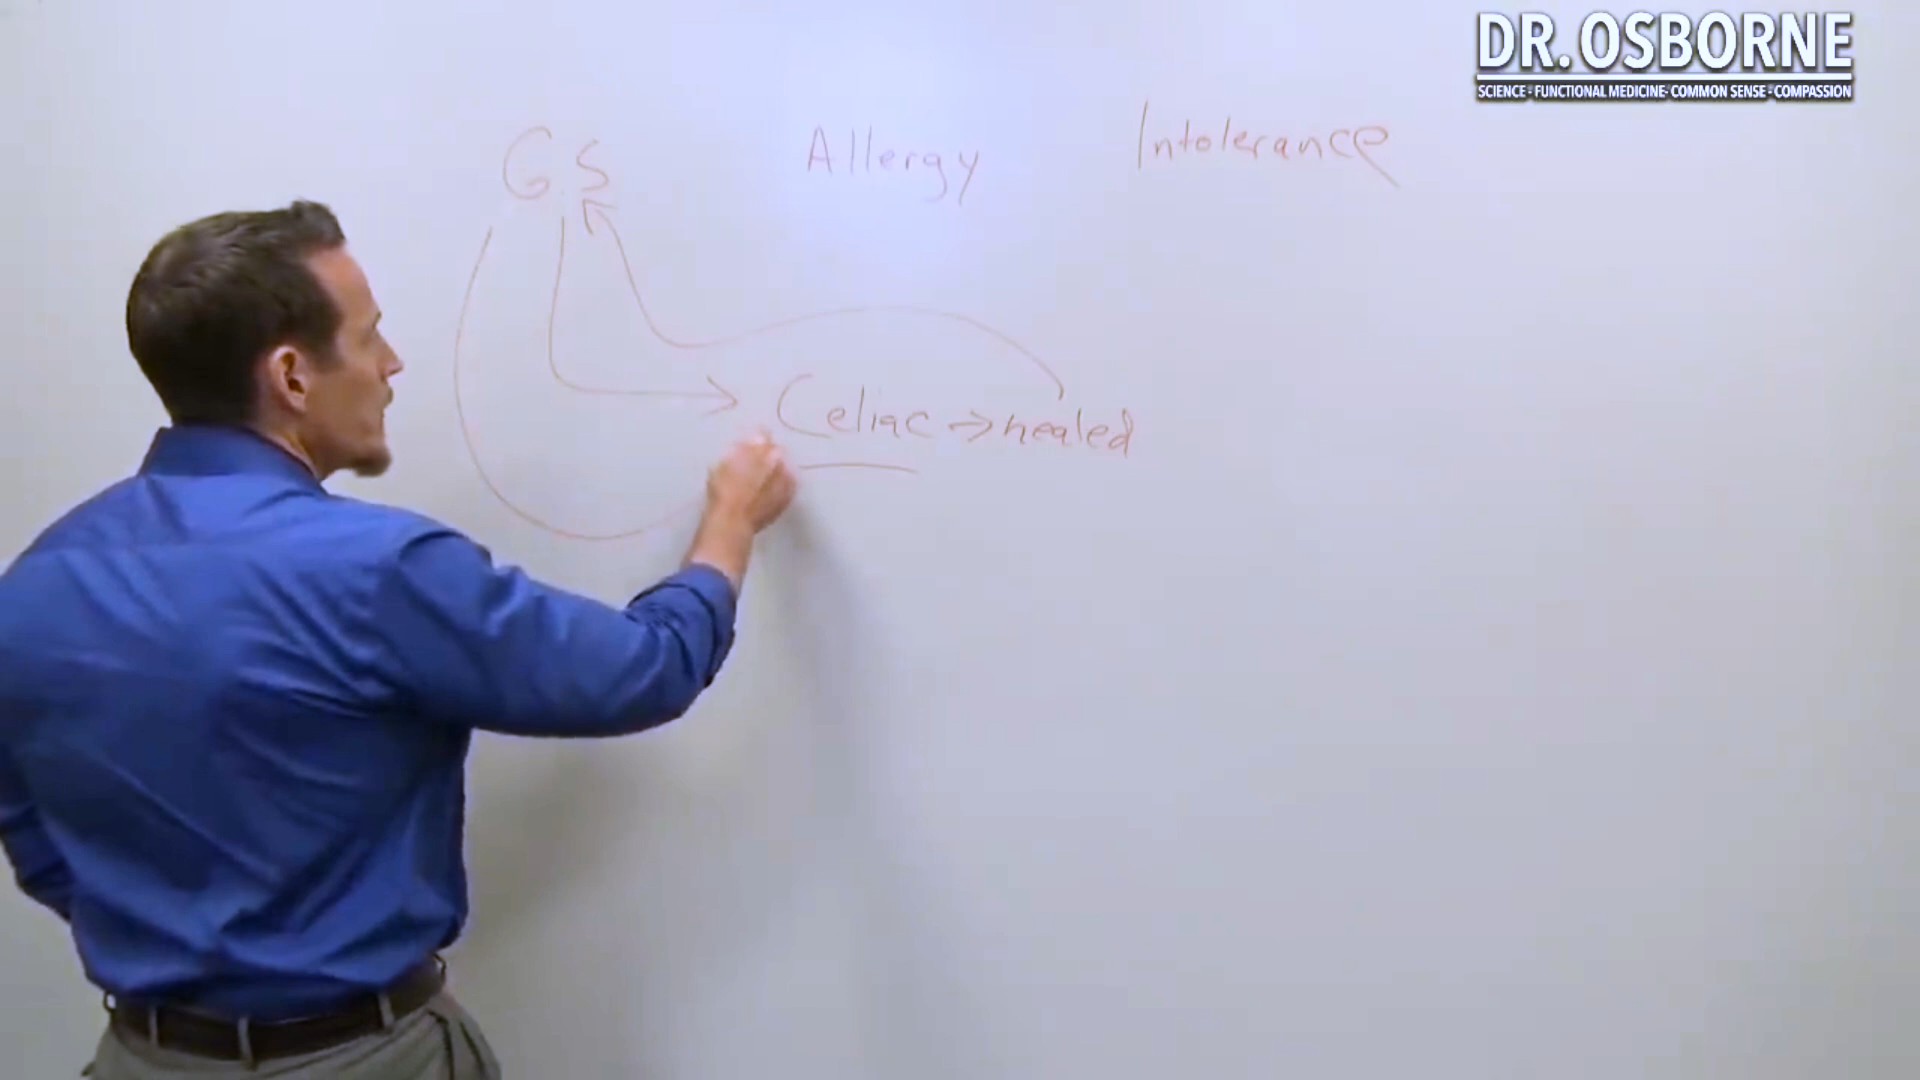 DR. OSBORNE
SCIENCE - FUNCTIONAL MEDICINE - COMMON SENSE - COMPASSION
G.S Allergy Intolerance
Celiac → healed